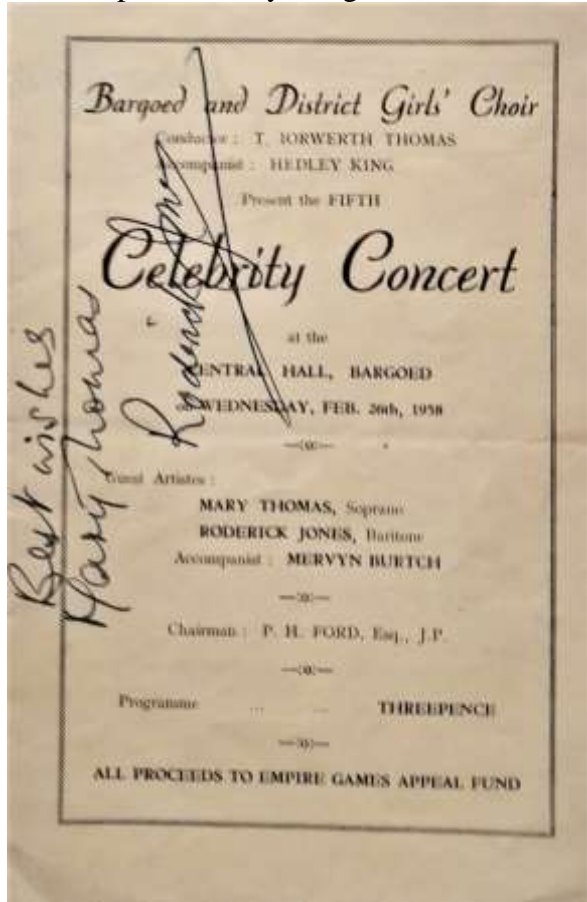 Bargoed and District Girls' Choir
Conductor : T. IORWERTH THOMAS
Accompanist : HEDLEY KING
Present the FIFTH
Celebrity Concert
at the
CENTRAL HALL, BARGOED
on WEDNESDAY, FEB. 26th, 1958
Guest Artistes :
MARY THOMAS, Soprano
RODERICK JONES, Baritone
Accompanist : MERVYN BURTCH
Chairman : P. H. FORD, Esq., J.P.
Programme ... ... THREEPENCE
ALL PROCEEDS TO EMPIRE GAMES APPEAL FUND
Best wishes
Mary Thomas
Roderick Jones